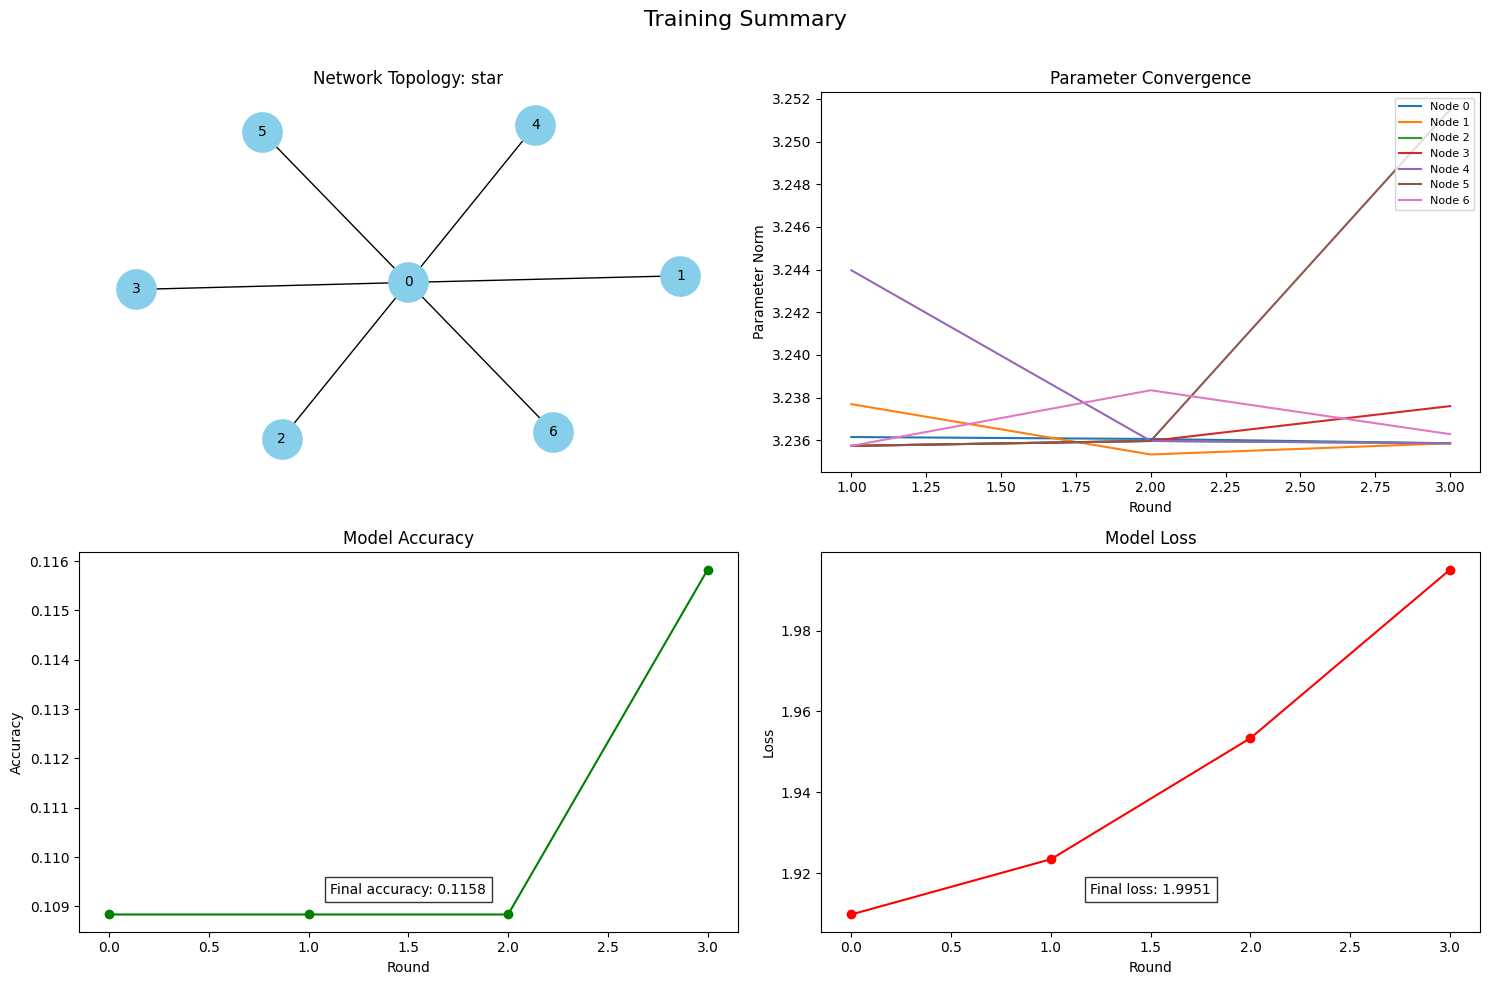 Training Summary
Network Topology: star
5
4
3
0
1
2
6
Parameter Convergence
3.252
3.250
3.248
3.246
3.244
3.242
3.240
3.238
3.236
Parameter Norm
Node 0
Node 1
Node 2
Node 3
Node 4
Node 5
Node 6
1.00 1.25 1.50 1.75 2.00 2.25 2.50 2.75 3.00
Round
Model Accuracy
0.116
0.115
0.114
0.113
0.112
0.111
0.110
0.109
Accuracy
Final accuracy: 0.1158
0.0 0.5 1.0 1.5 2.0 2.5 3.0
Round
Model Loss
1.98
1.96
1.94
1.92
Loss
Final loss: 1.9951
0.0 0.5 1.0 1.5 2.0 2.5 3.0
Round